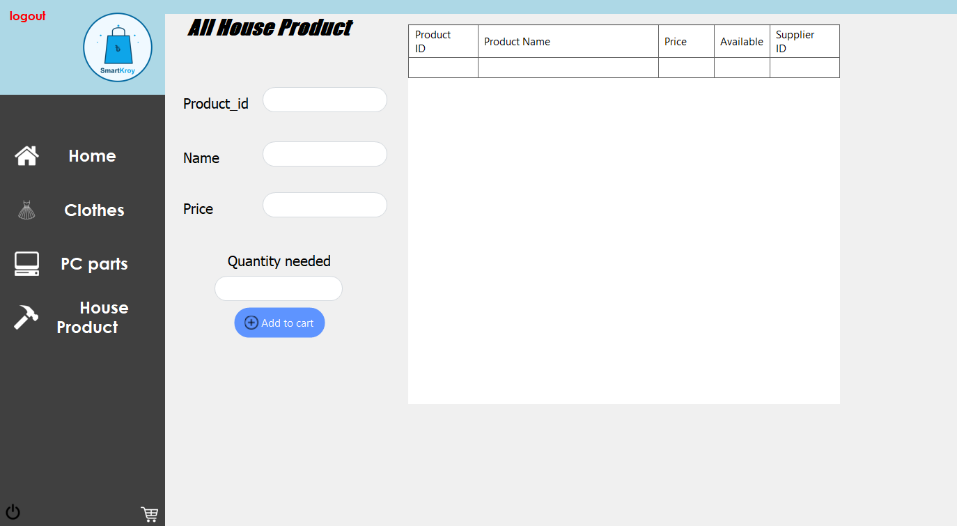 logout
SmartKroy
Home
Clothes
PC parts
House
Product
All House Product
Product_id
Name
Price
Quantity needed
Add to cart
Product
ID
Product Name
Price
Available
Supplier
ID